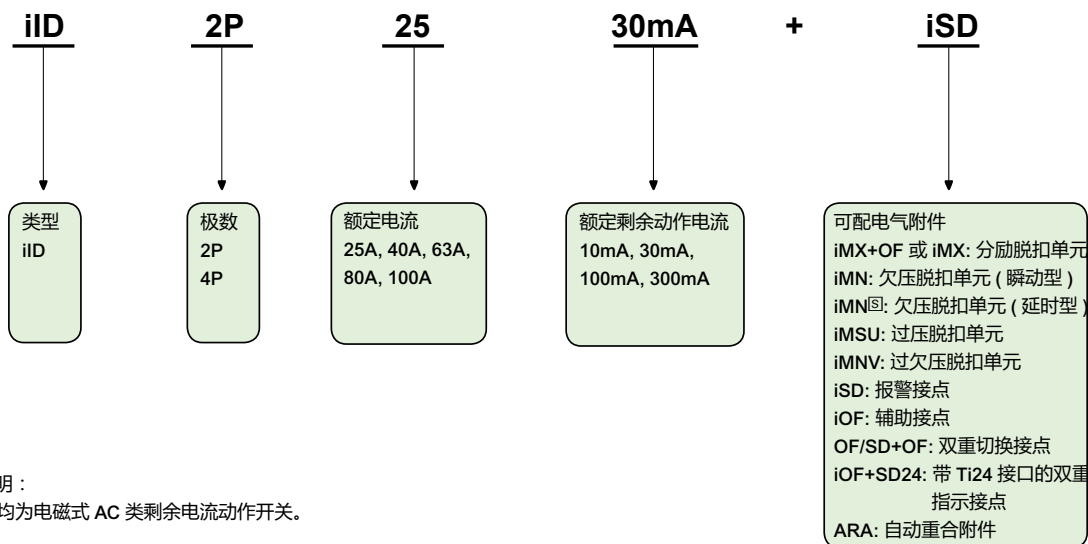 iID 2P 25 30mA + iSD
类型
iID
极数
2P
4P
额定电流
25A, 40A, 63A,
80A, 100A
额定剩余动作电流
10mA, 30mA,
100mA, 300mA
可配电气附件
iMX+OF 或 iMX: 分励脱扣单元
iMN: 欠压脱扣单元 ( 瞬动型 )
iMN🅂: 欠压脱扣单元 ( 延时型 )
iMSU: 过压脱扣单元
iMNV: 过欠压脱扣单元
iSD: 报警接点
iOF: 辅助接点
OF/SD+OF: 双重切换接点
iOF+SD24: 带 Ti24 接口的双重
指示接点
ARA: 自动重合附件
明：
均为电磁式 AC 类剩余电流动作开关。